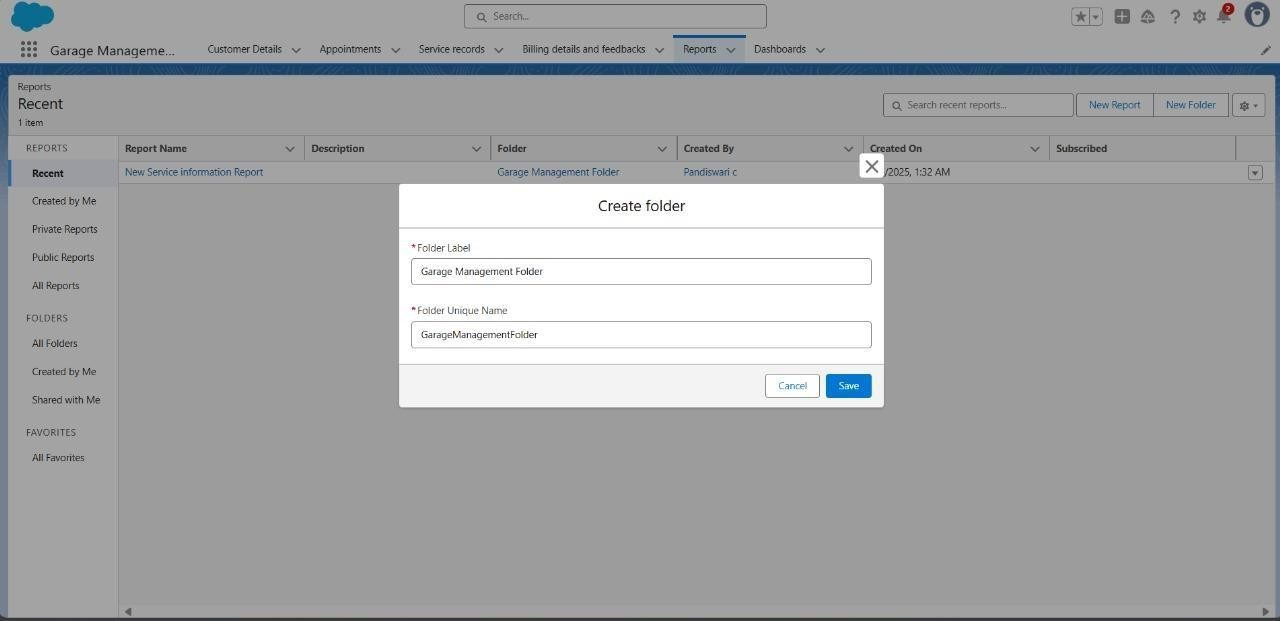 Search...
2
Garage Manageme...
Customer Details
Appointments
Service records
Billing details and feedbacks
Reports
Dashboards
Reports
Recent
1 item
Search recent reports...
New Report
New Folder
REPORTS
Recent
Created by Me
Private Reports
Public Reports
All Reports
FOLDERS
All Folders
Created by Me
Shared with Me
FAVORITES
All Favorites
Report Name
Description
Folder
Created By
Created On
Subscribed
New Service information Report
Garage Management Folder
Pandiswari c
/2025, 1:32 AM
Create folder
* Folder Label
Garage Management Folder
* Folder Unique Name
GarageManagementFolder
Cancel
Save